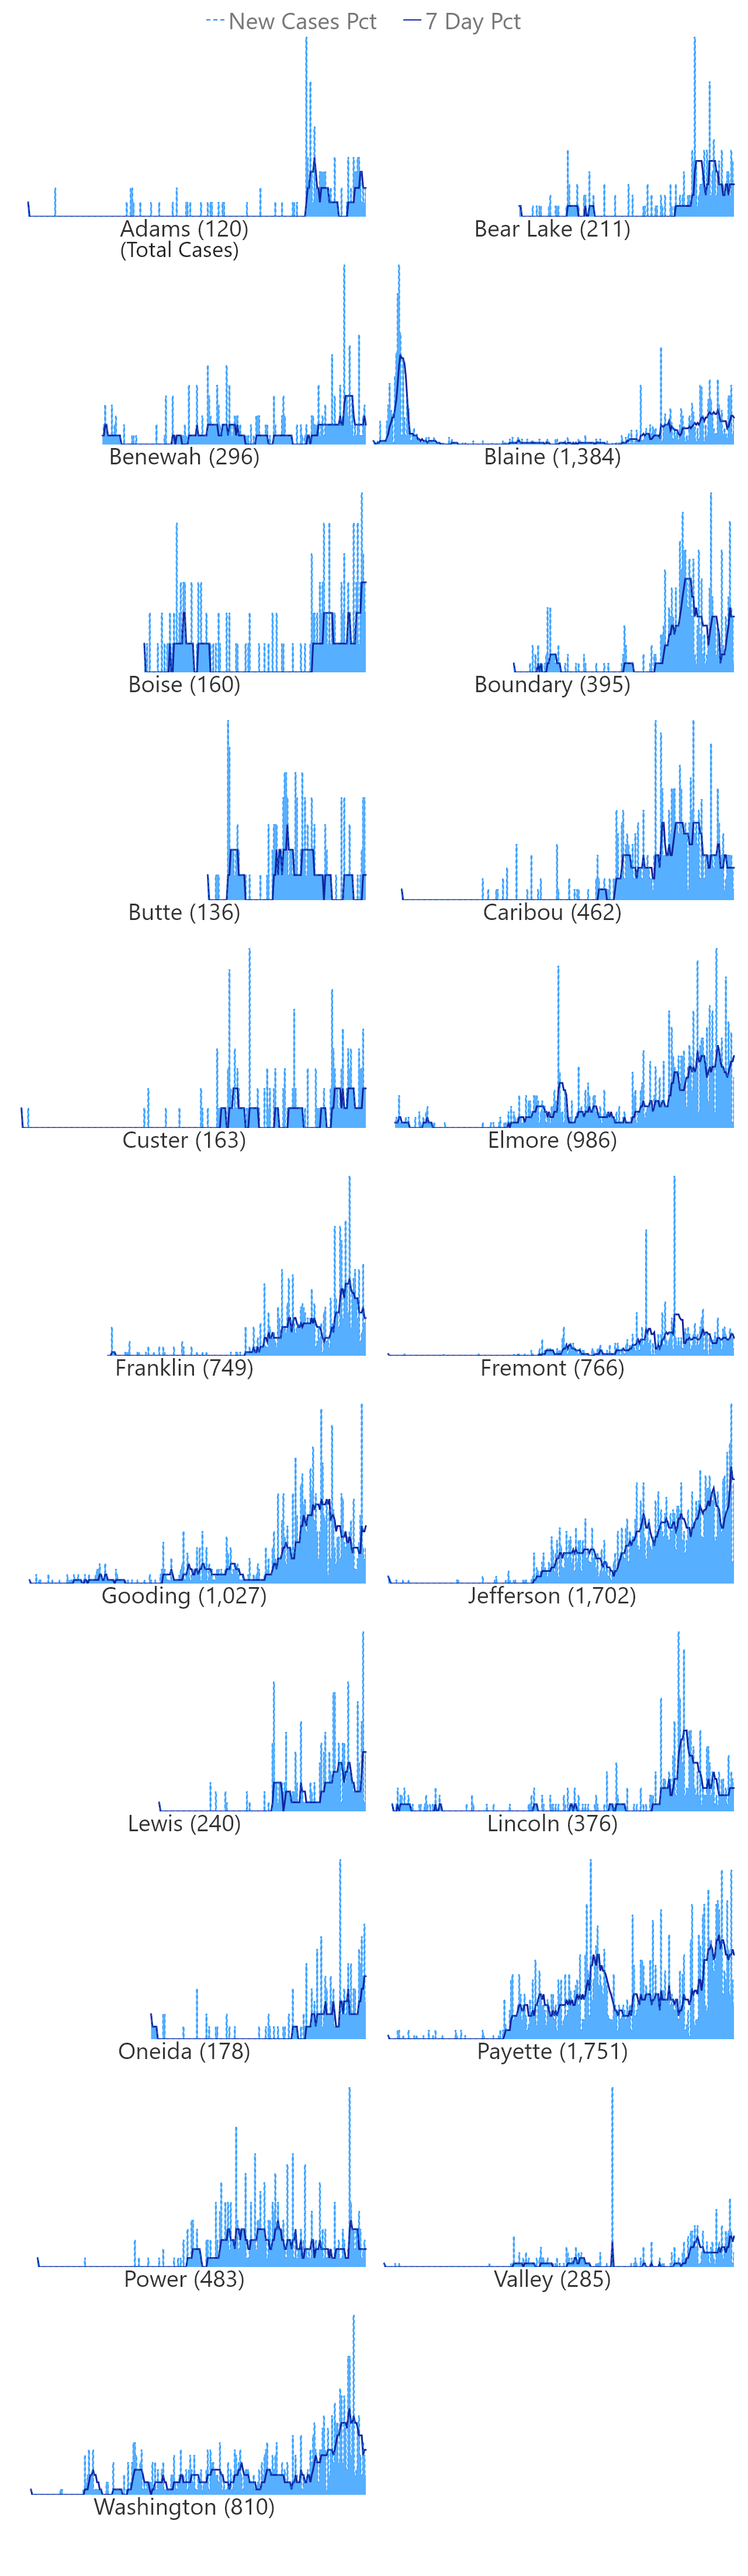 New Cases Pct 7 Day Pct
Adams (120)
(Total Cases)
Bear Lake (211)
Benewah (296)
Blaine (1,384)
Boise (160)
Boundary (395)
Butte (136)
Caribou (462)
Custer (163)
Elmore (986)
Franklin (749)
Fremont (766)
Gooding (1,027)
Jefferson (1,702)
Lewis (240)
Lincoln (376)
Oneida (178)
Payette (1,751)
Power (483)
Valley (285)
Washington (810)